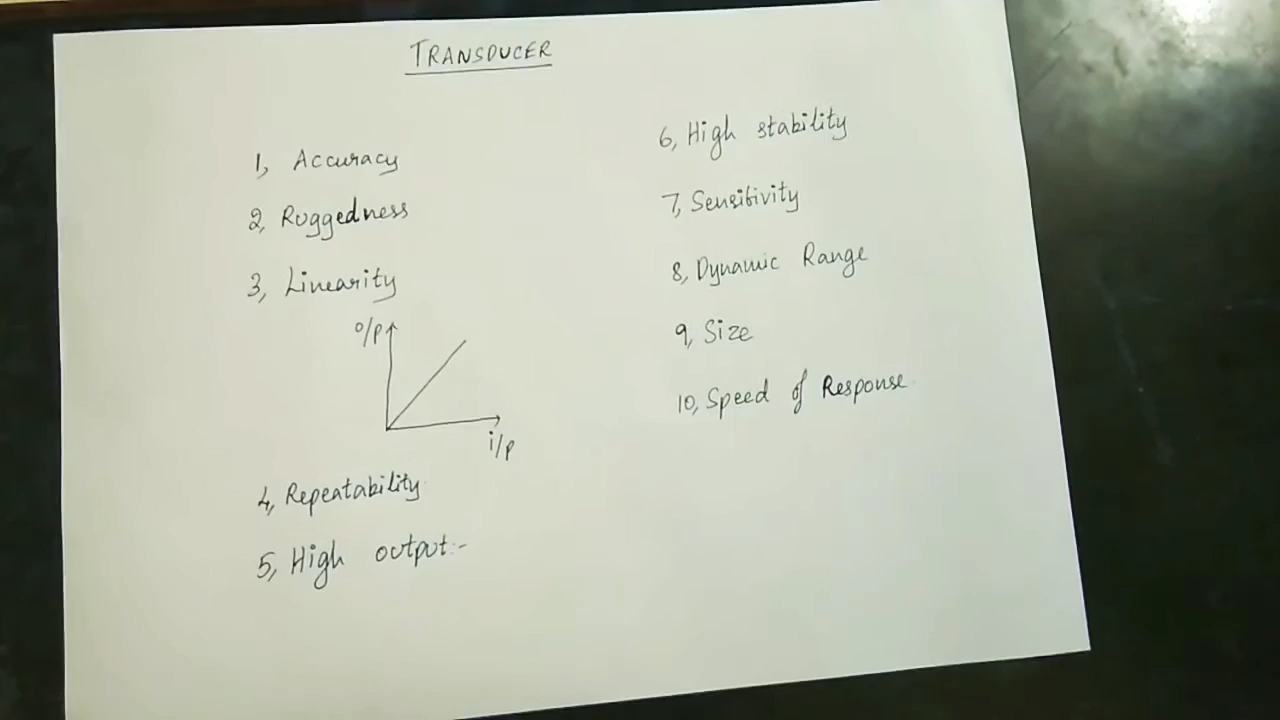 TRANSDUCER
1, Accuracy
2, Ruggedness
3, Linearity
o/p
i/p
4, Repeatability
5, High output:-
6, High stability
7, Sensitivity
8, Dynamic Range
9, Size
10, Speed of Response